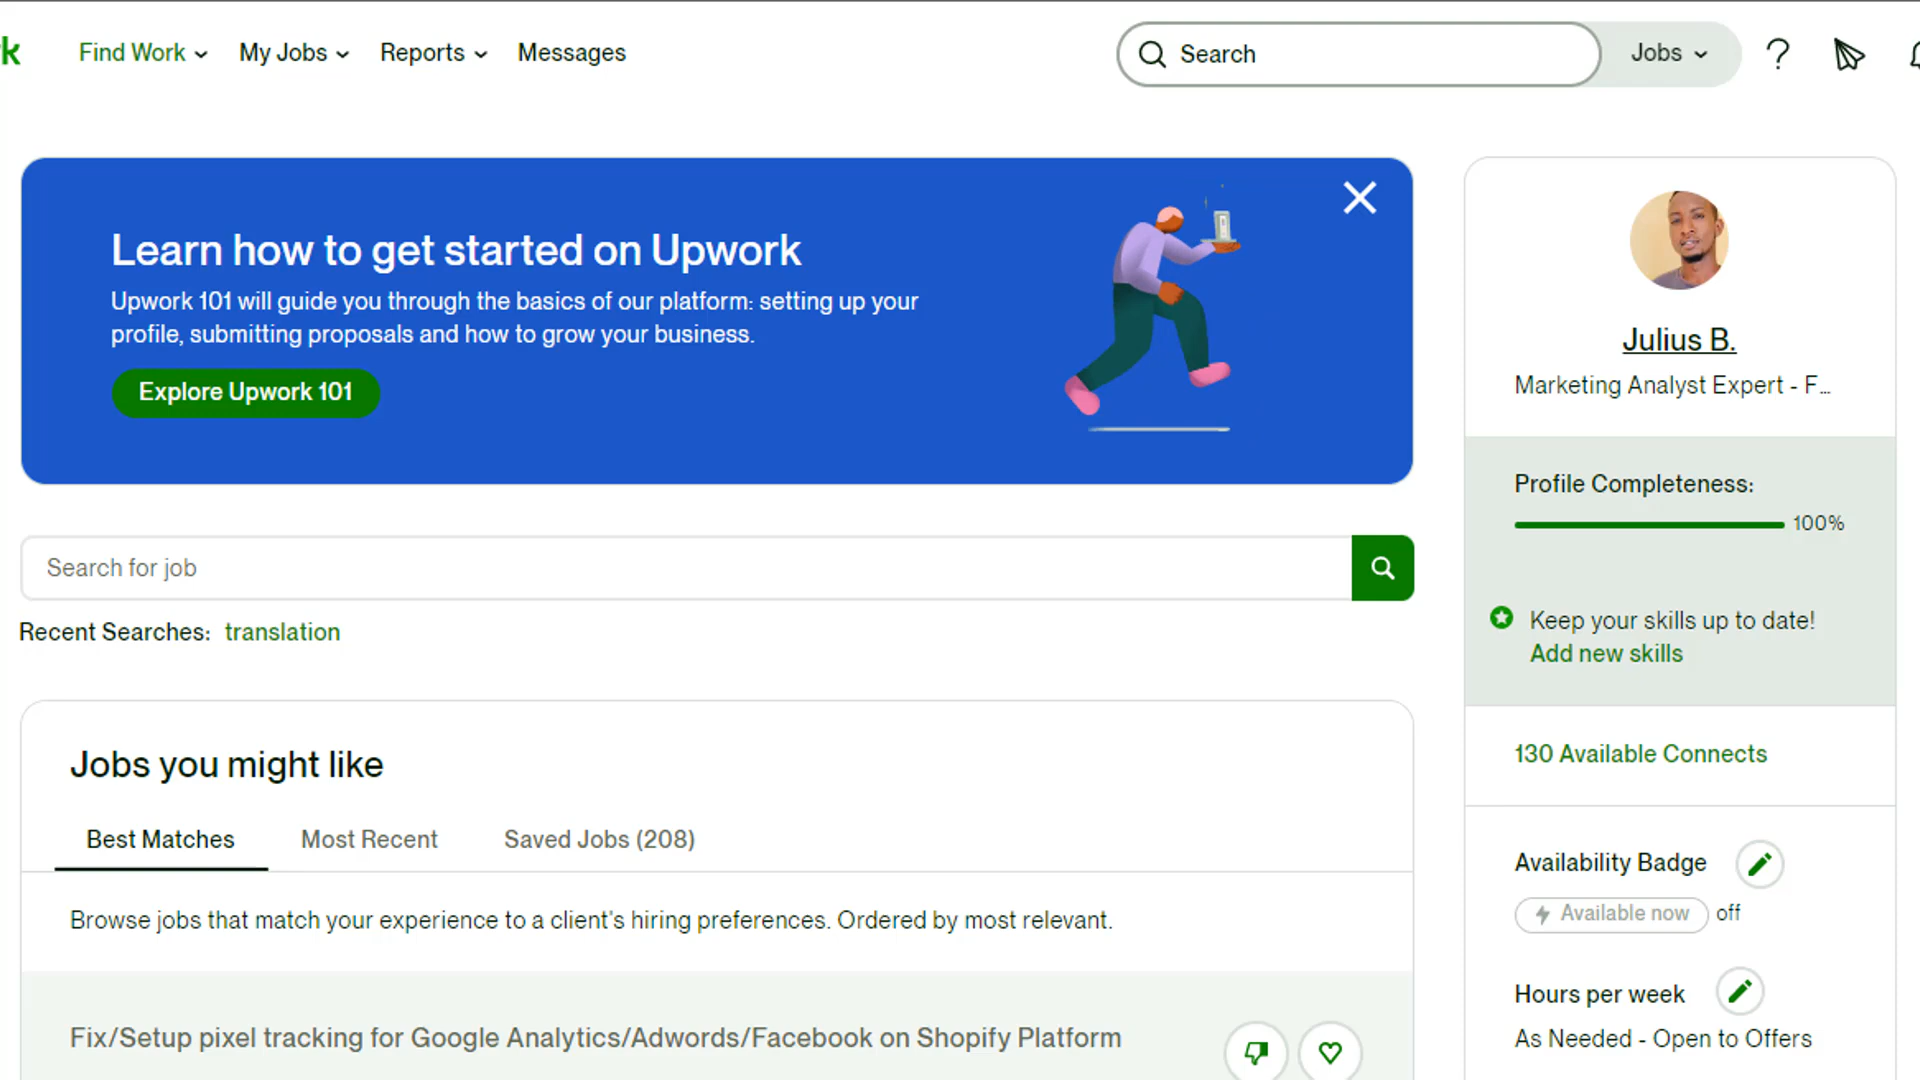 k
Find Work
My Jobs
Reports
Messages
Search
Jobs
Learn how to get started on Upwork
Upwork 101 will guide you through the basics of our platform: setting up your
profile, submitting proposals and how to grow your business.
Explore Upwork 101
Search for job
Recent Searches: translation
Jobs you might like
Best Matches
Most Recent
Saved Jobs (208)
Browse jobs that match your experience to a client's hiring preferences. Ordered by most relevant.
Fix/Setup pixel tracking for Google Analytics/Adwords/Facebook on Shopify Platform
Julius B.
Marketing Analyst Expert - F...
Profile Completeness:
100%
Keep your skills up to date!
Add new skills
130 Available Connects
Availability Badge
Available now off
Hours per week
As Needed - Open to Offers